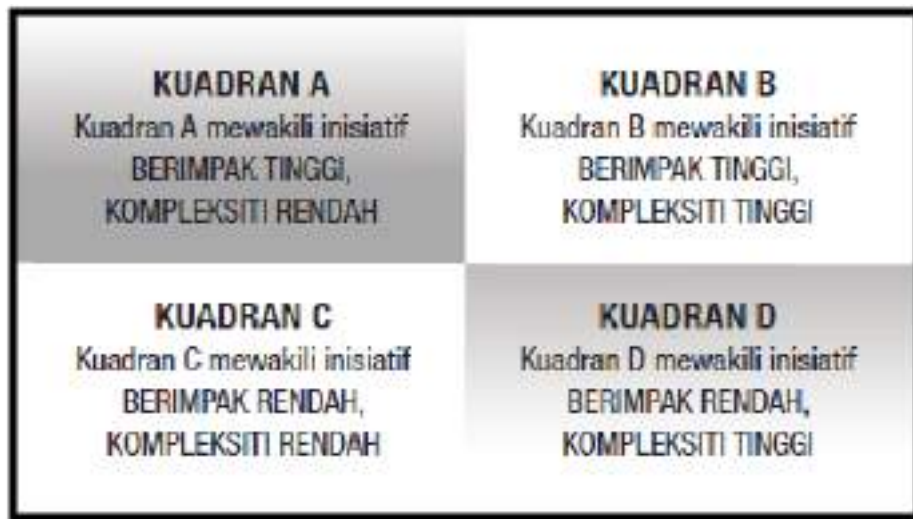 KUADRAN A
Kuadran A mewakili inisiatif
BERIMPAK TINGGI,
KOMPLEKSITI RENDAH
KUADRAN B
Kuadran B mewakili inisiatif
BERIMPAK TINGGI,
KOMPLEKSITI TINGGI
KUADRAN C
Kuadran C mewakili inisiatif
BERIMPAK RENDAH,
KOMPLEKSITI RENDAH
KUADRAN D
Kuadran D mewakili inisiatif
BERIMPAK RENDAH,
KOMPLEKSITI TINGGI